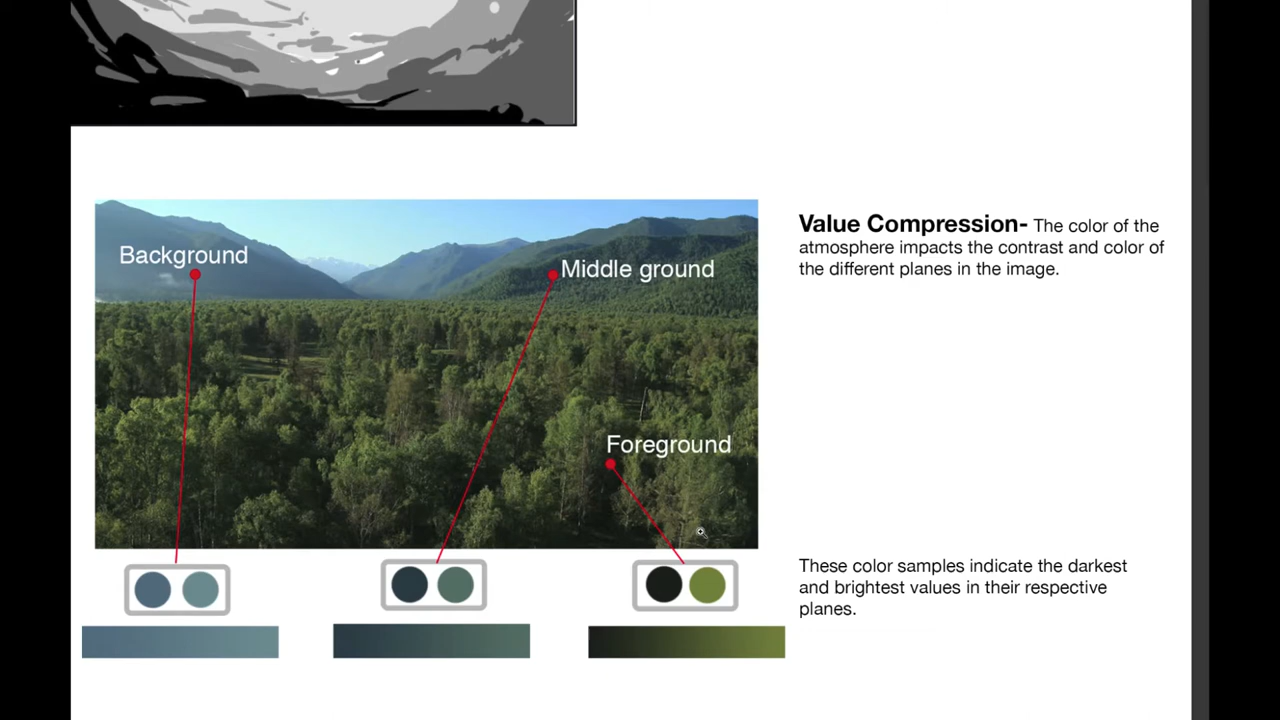 Background
Middle ground
Foreground
Value Compression- The color of the
atmosphere impacts the contrast and color of
the different planes in the image.
These color samples indicate the darkest
and brightest values in their respective
planes.